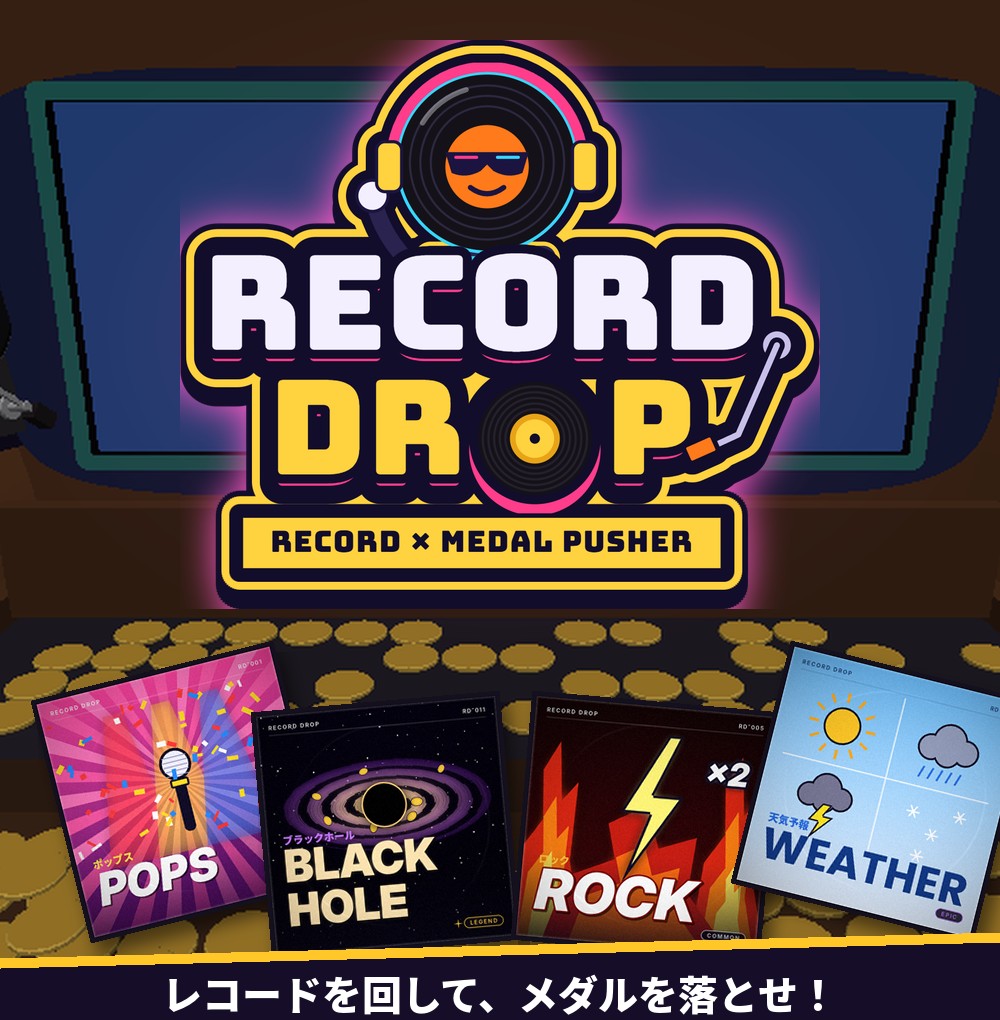 RECORD
DROP
RECORD × MEDAL PUSHER
RECORD DROP
RD-001
ポップス
POPS
RECORD DROP
RD-011
ブラックホール
BLACK
HOLE
LEGEND
RECORD DROP
RD-005
×2
ロック
ROCK
COMMON
RECORD DROP
RD
天気予報
WEATHER
EPIC
レコードを回して、メダルを落とせ！